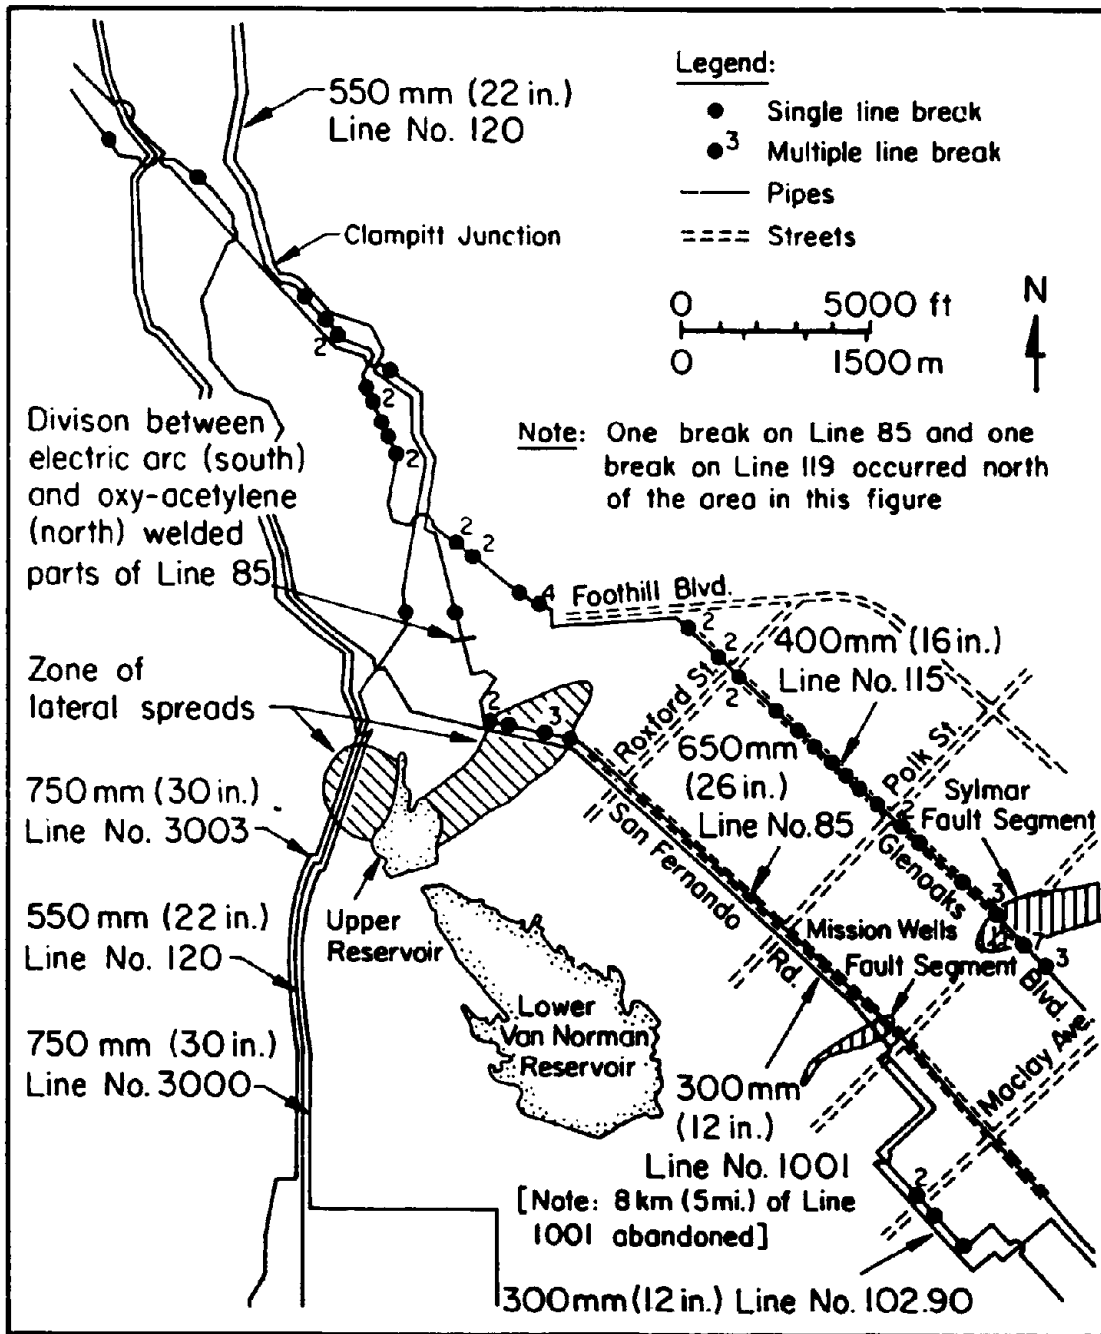 550 mm (22 in.)
Line No. 120
Clampitt Junction
Legend:
Single line break
3 Multiple line break
Pipes
Streets
0 5000 ft
0 1500 m
N
Note: One break on Line 85 and one
break on Line 119 occurred north
of the area in this figure
2
2
2
Divison between
electric arc (south)
and oxy-acetylene
(north) welded
parts of Line 85
2
2
4
Foothill Blvd.
2
2
2
400mm (16 in.)
Line No. 115
Zone of
lateral spreads
2
3
Roxford St.
650mm
(26 in.)
Line No. 85
Polk St.
2
Sylmar
Fault Segment
Glenoaks
Blvd.
3
11
7
3
750 mm (30 in.)
Line No. 3003
San Fernando
Rd.
Upper
Reservoir
Mission Wells
Fault Segment
550 mm (22 in.)
Line No. 120
Lower
Van Norman
Reservoir
750 mm (30 in.)
Line No. 3000
Maclay Ave.
300mm
(12 in.)
Line No. 1001
[Note: 8 km (5mi.) of Line
1001 abandoned]
2
300mm (12 in.) Line No. 102.90